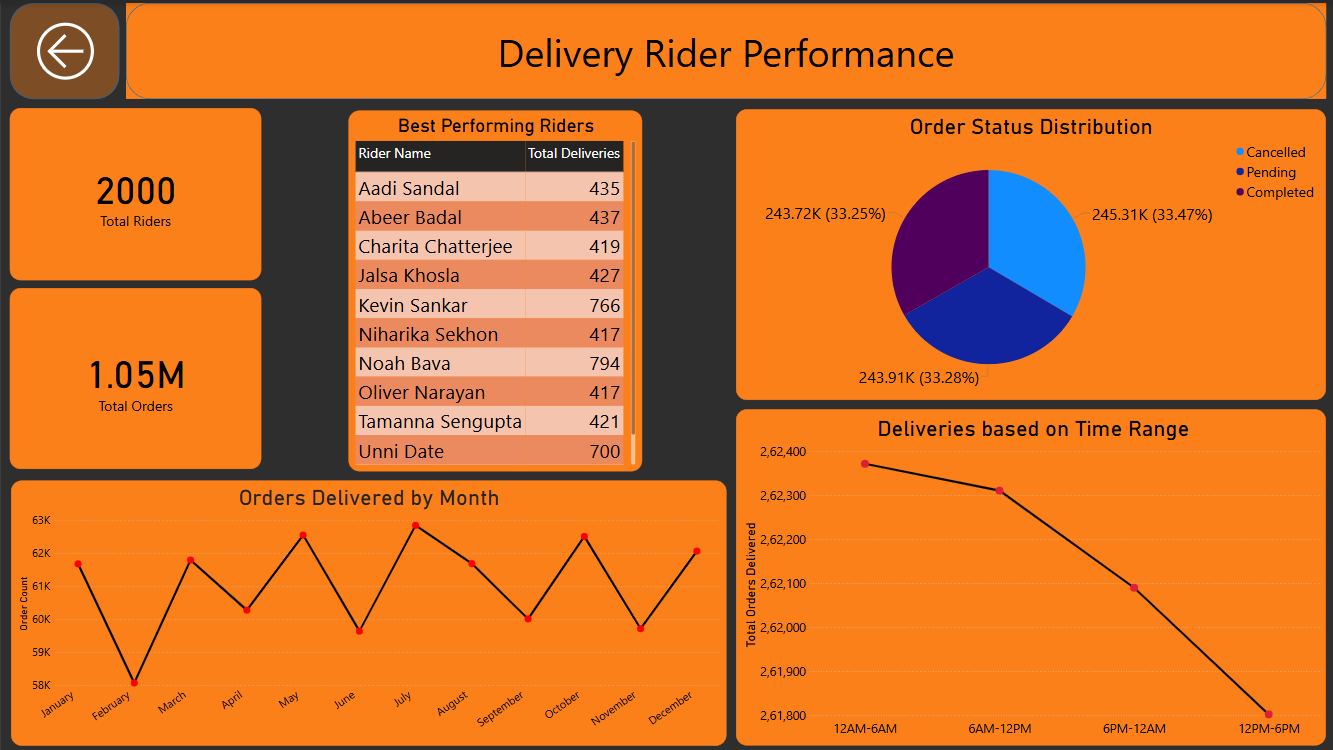 Delivery Rider Performance
2000
Total Riders
1.05M
Total Orders
Best Performing Riders
Rider Name Total Deliveries
Aadi Sandal 435
Abeer Badal 437
Charita Chatterjee 419
Jalsa Khosla 427
Kevin Sankar 766
Niharika Sekhon 417
Noah Bava 794
Oliver Narayan 417
Tamanna Sengupta 421
Unni Date 700
Order Status Distribution
Cancelled
Pending
Completed
243.72K (33.25%)
245.31K (33.47%)
243.91K (33.28%)
Orders Delivered by Month
Order Count
63K
62K
61K
60K
59K
58K
January February March April May June July August September October November December
Deliveries based on Time Range
Total Orders Delivered
2,62,400
2,62,300
2,62,200
2,62,100
2,62,000
2,61,900
2,61,800
12AM-6AM 6AM-12PM 6PM-12AM 12PM-6PM